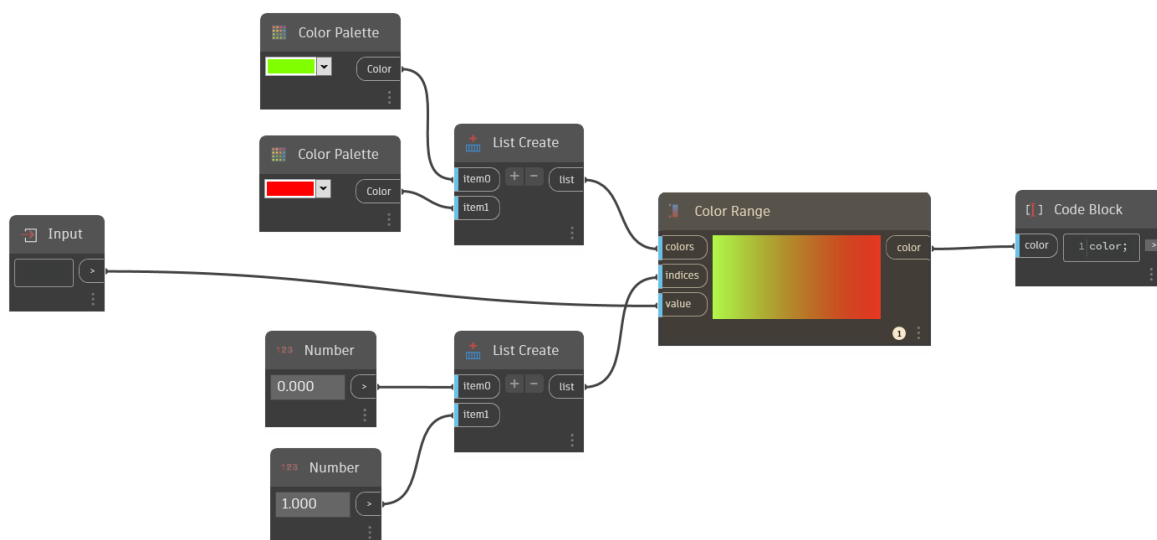 Color Palette
Color
Color Palette
Color
List Create
item0 + − list
item1
Input
>
Color Range
colors
indices
value
color
1
Code Block
color
1 color;
>
Number
0.000 >
List Create
item0 + − list
item1
Number
1.000 >